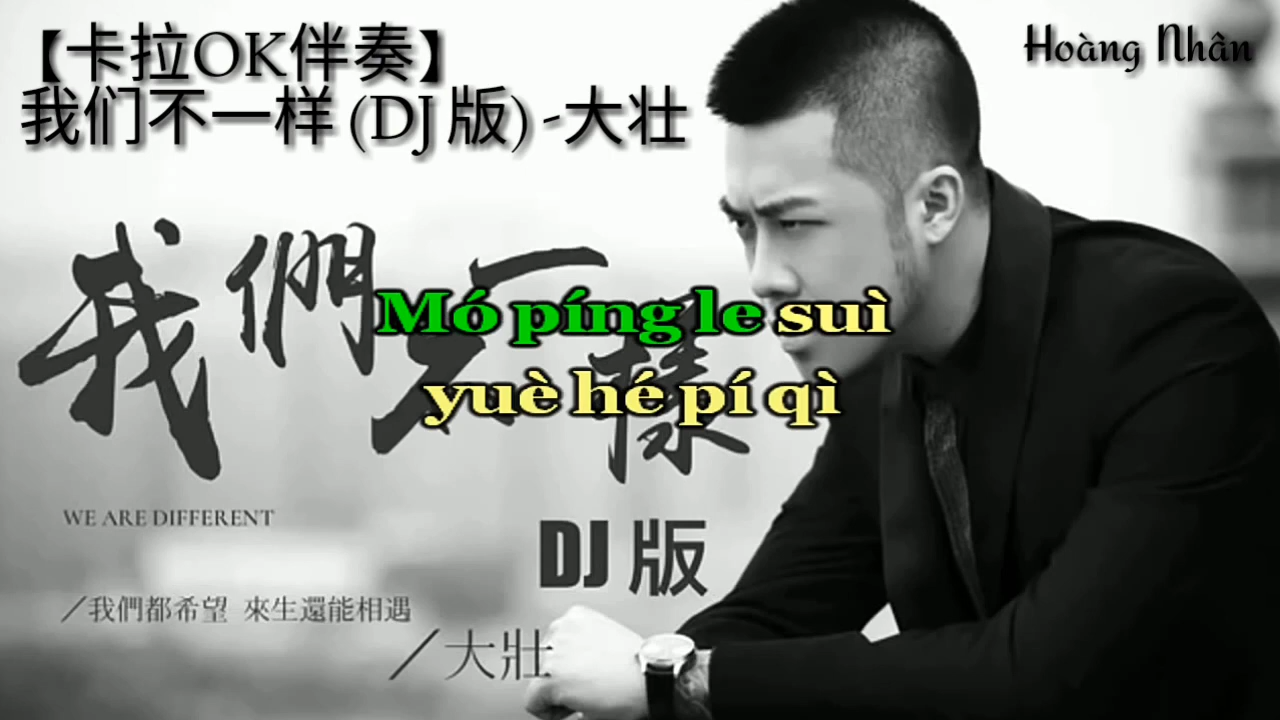 【卡拉OK伴奏】
Hoàng Nhân
我们不一样 (DJ 版) -大壮
我們不一樣
Mó píng le suì
yuè hé pí qì
WE ARE DIFFERENT
DJ 版
／我們都希望 來生還能相遇
／大壯